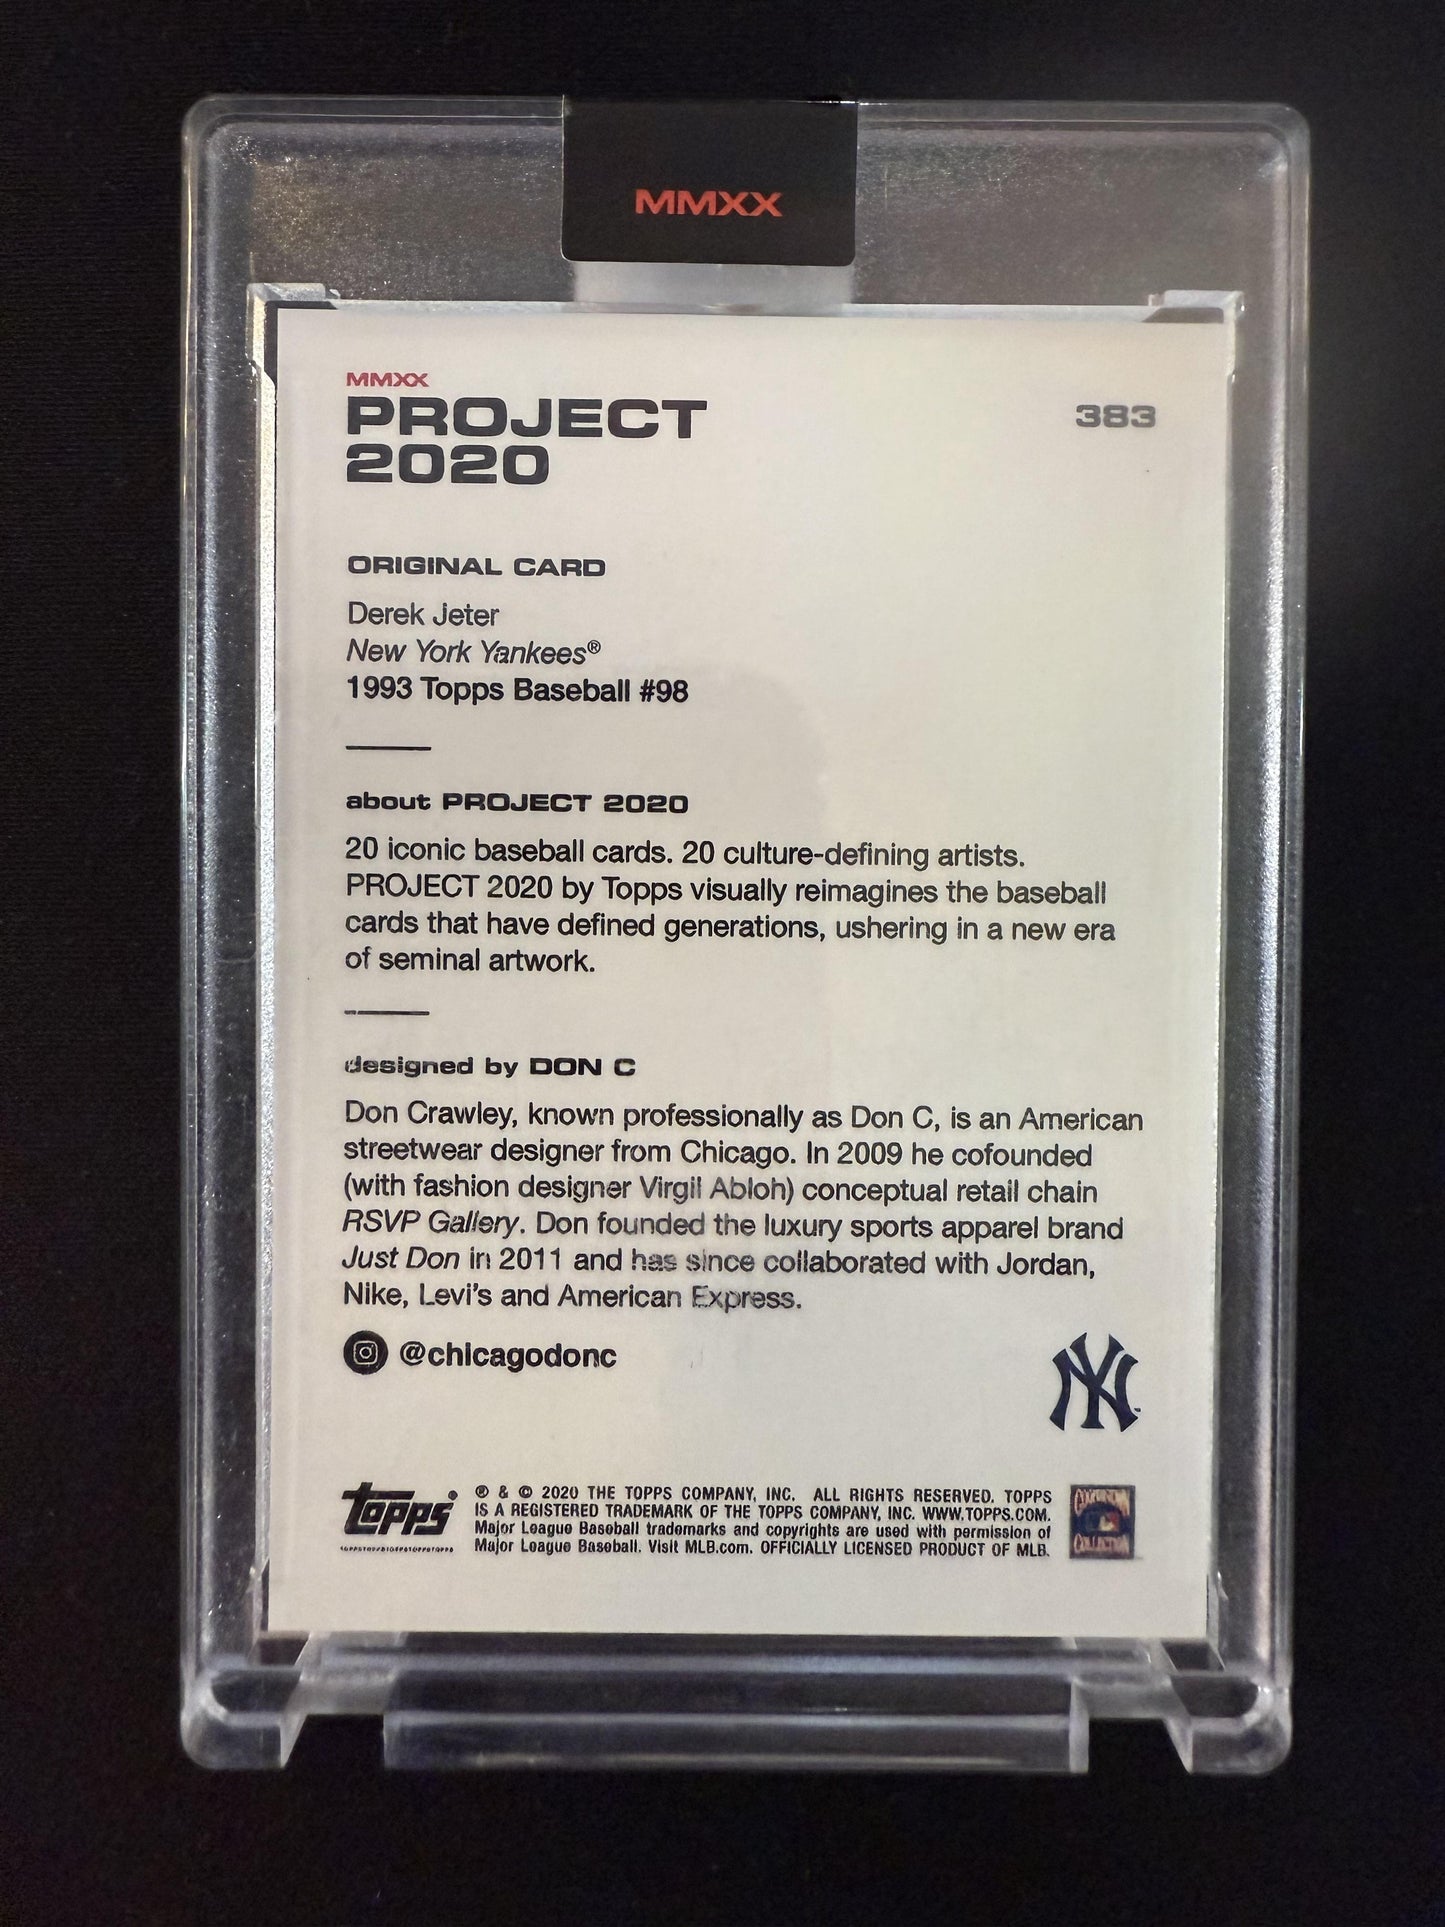 MMXX
MMXX
PROJECT
2020
383
ORIGINAL CARD
Derek Jeter
New York Yankees®
1993 Topps Baseball #98
about PROJECT 2020
20 iconic baseball cards. 20 culture-defining artists.
PROJECT 2020 by Topps visually reimagines the baseball
cards that have defined generations, ushering in a new era
of seminal artwork.
designed by DON C
Don Crawley, known professionally as Don C, is an American
streetwear designer from Chicago. In 2009 he cofounded
(with fashion designer Virgil Abloh) conceptual retail chain
RSVP Gallery. Don founded the luxury sports apparel brand
Just Don in 2011 and has since collaborated with Jordan,
Nike, Levi's and American Express.
@chicagodonc
NY
topps®
® & © 2020 THE TOPPS COMPANY, INC. ALL RIGHTS RESERVED. TOPPS
IS A REGISTERED TRADEMARK OF THE TOPPS COMPANY, INC. WWW.TOPPS.COM.
Major League Baseball trademarks and copyrights are used with permission of
Major League Baseball. Visit MLB.com. OFFICIALLY LICENSED PRODUCT OF MLB.
COOPERSTOWN
COLLECTION